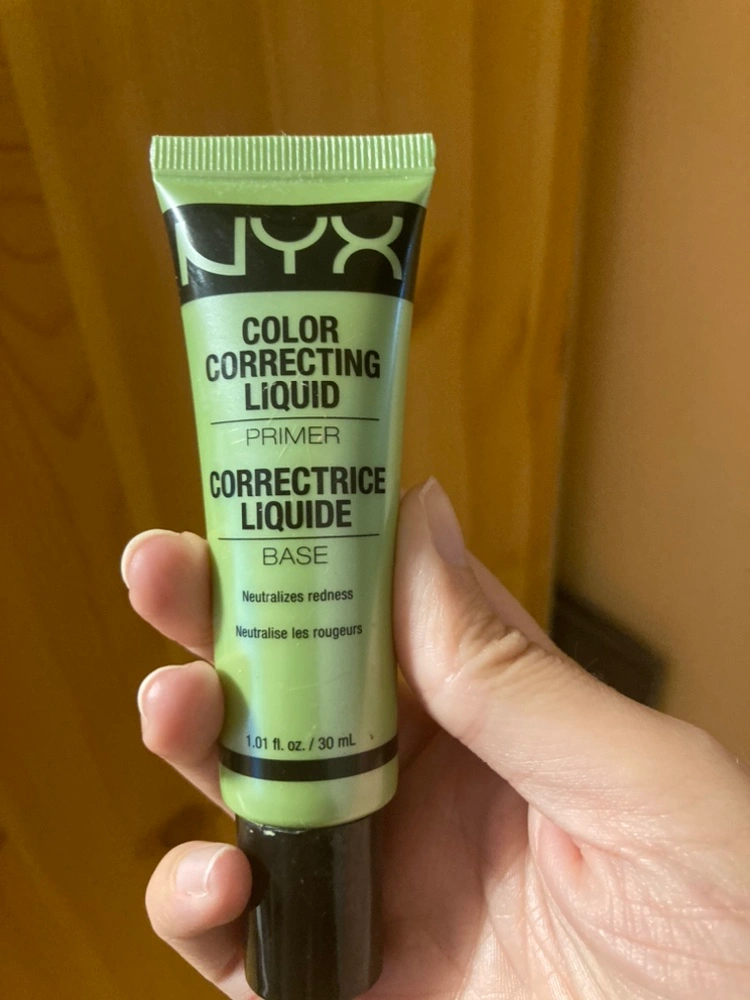 NYX
COLOR
CORRECTING
LiQUID
PRIMER
CORRECTRICE
LiQUIDE
BASE
Neutralizes redness
Neutralise les rougeurs
1.01 fl. oz. / 30 mL